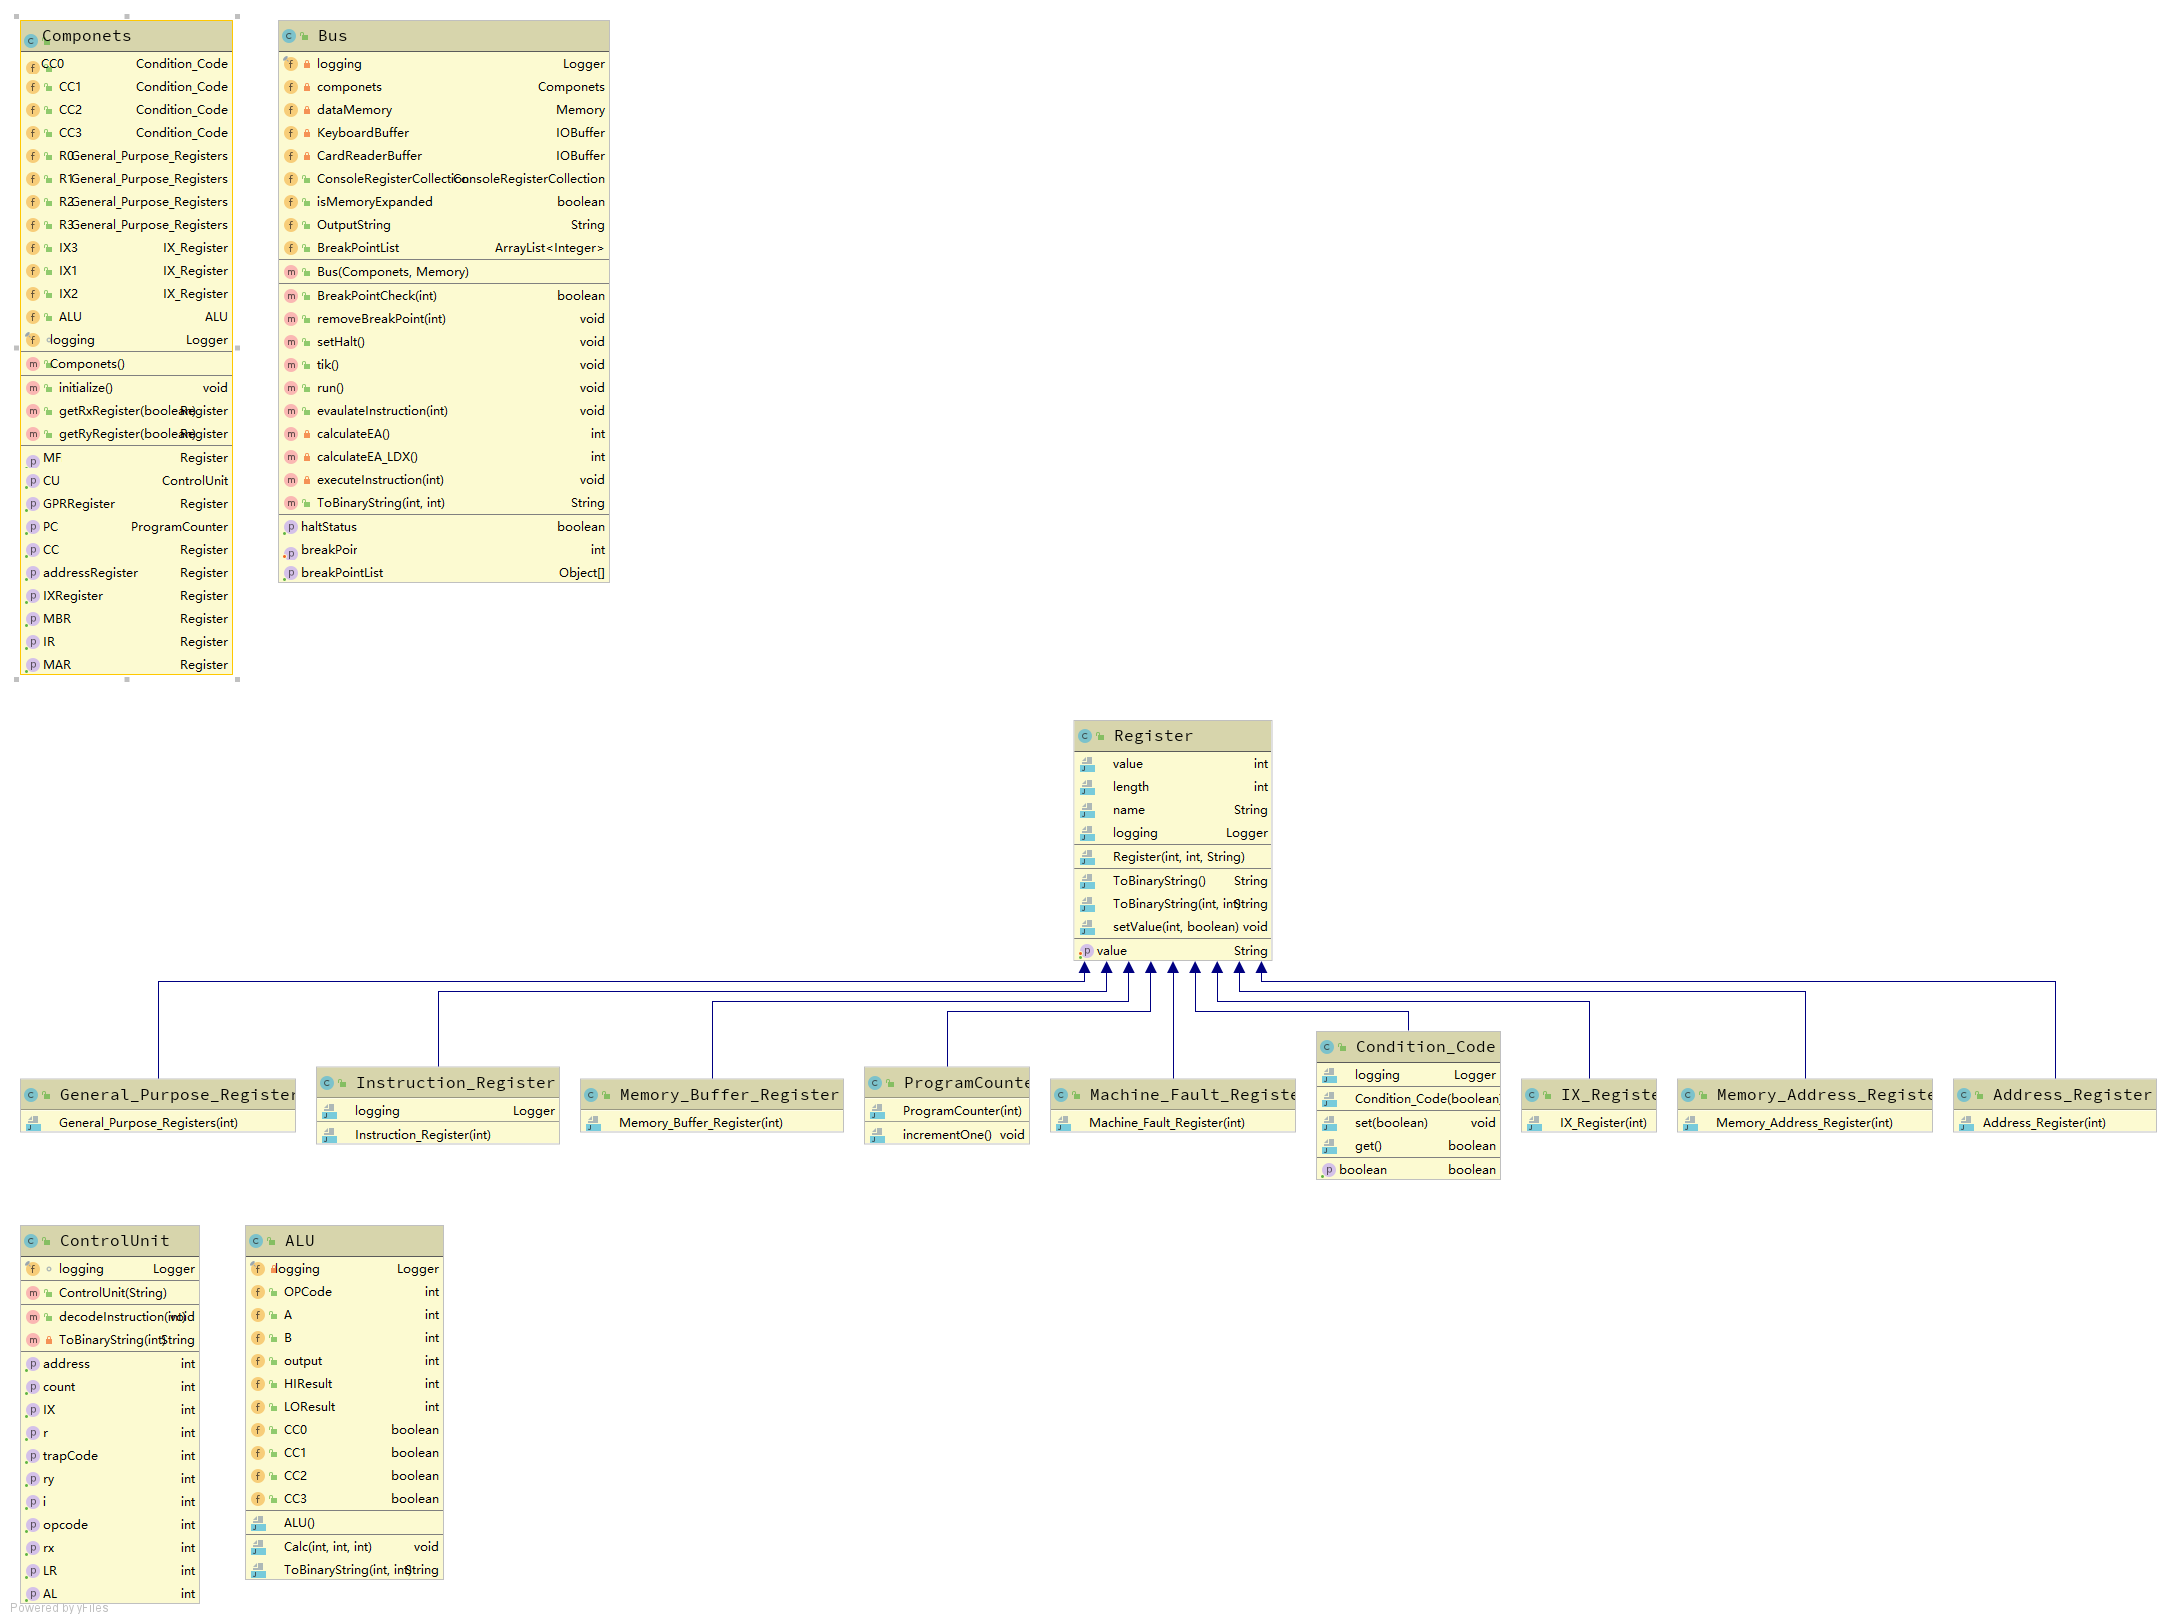 Componets
CC0 Condition_Code
CC1 Condition_Code
CC2 Condition_Code
CC3 Condition_Code
R0 General_Purpose_Registers
R1 General_Purpose_Registers
R2 General_Purpose_Registers
R3 General_Purpose_Registers
IX3 IX_Register
IX1 IX_Register
IX2 IX_Register
ALU ALU
logging Logger
Componets()
initialize() void
getRxRegister(boolean) Register
getRyRegister(boolean) Register
MF Register
CU ControlUnit
GPRRegister Register
PC ProgramCounter
CC Register
addressRegister Register
IXRegister Register
MBR Register
IR Register
MAR Register
Bus
logging Logger
componets Componets
dataMemory Memory
KeyboardBuffer IOBuffer
CardReaderBuffer IOBuffer
ConsoleRegisterCollection ConsoleRegisterCollection
isMemoryExpanded boolean
OutputString String
BreakPointList ArrayList<Integer>
Bus(Componets, Memory)
BreakPointCheck(int) boolean
removeBreakPoint(int) void
setHalt() void
tik() void
run() void
evaulateInstruction(int) void
calculateEA() int
calculateEA_LDX() int
executeInstruction(int) void
ToBinaryString(int, int) String
haltStatus boolean
breakPoir int
breakPointList Object[]
Register
value int
length int
name String
logging Logger
Register(int, int, String)
ToBinaryString() String
ToBinaryString(int, int) String
setValue(int, boolean) void
value String
General_Purpose_Register
General_Purpose_Registers(int)
Instruction_Register
logging Logger
Instruction_Register(int)
Memory_Buffer_Register
Memory_Buffer_Register(int)
ProgramCounte
ProgramCounter(int)
incrementOne() void
Machine_Fault_Registe
Machine_Fault_Register(int)
Condition_Code
logging Logger
Condition_Code(boolean)
set(boolean) void
get() boolean
boolean boolean
IX_Registe
IX_Register(int)
Memory_Address_Registe
Memory_Address_Register(int)
Address_Register
Address_Register(int)
ControlUnit
logging Logger
ControlUnit(String)
decodeInstruction(int) void
ToBinaryString(int) String
address int
count int
IX int
r int
trapCode int
ry int
i int
opcode int
rx int
LR int
AL int
ALU
logging Logger
OPCode int
A int
B int
output int
HIResult int
LOResult int
CC0 boolean
CC1 boolean
CC2 boolean
CC3 boolean
ALU()
Calc(int, int, int) void
ToBinaryString(int, int) String
Powered by yFiles